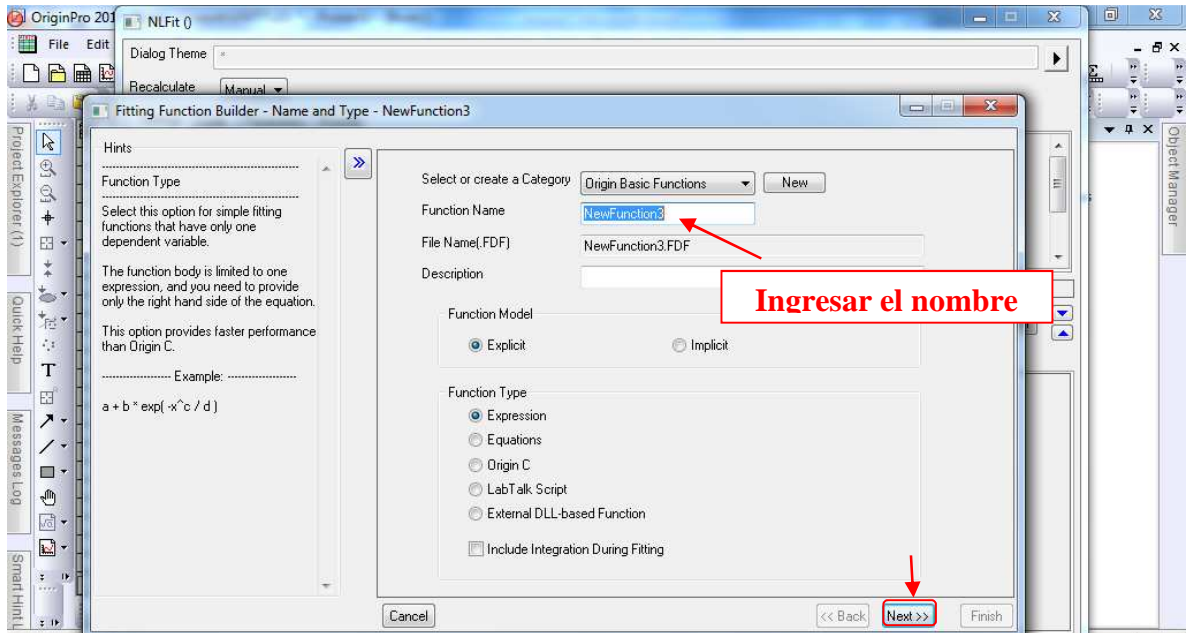 OriginPro 201
NLFit ()
File Edit
Dialog Theme *
Recalculate Manual
Fitting Function Builder - Name and Type - NewFunction3
Hints
Function Type
Select this option for simple fitting
functions that have only one
dependent variable.
The function body is limited to one
expression, and you need to provide
only the right hand side of the equation.
This option provides faster performance
than Origin C.
-------------------- Example: --------------------
a + b * exp( -x^c / d )
Select or create a Category Origin Basic Functions New
Function Name NewFunction3
File Name(.FDF) NewFunction3.FDF
Description
Ingresar el nombre
Function Model
Explicit Implicit
Function Type
Expression
Equations
Origin C
LabTalk Script
External DLL-based Function
Include Integration During Fitting
Cancel << Back Next >> Finish
Project Explorer (1)
Quick Help
Messages Log
Smart Hint L
Object Manager
T